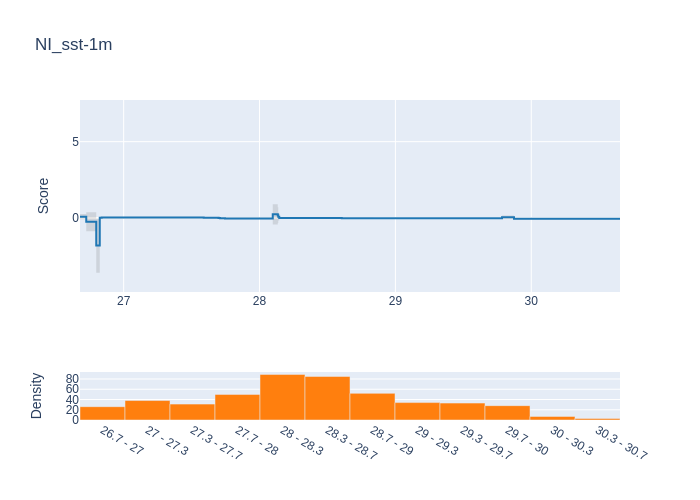 NI_sst-1m
Score
5
0
27
28
29
30
Density
80
60
40
20
0
26.7 - 27
27 - 27.3
27.3 - 27.7
27.7 - 28
28 - 28.3
28.3 - 28.7
28.7 - 29
29 - 29.3
29.3 - 29.7
29.7 - 30
30 - 30.3
30.3 - 30.7